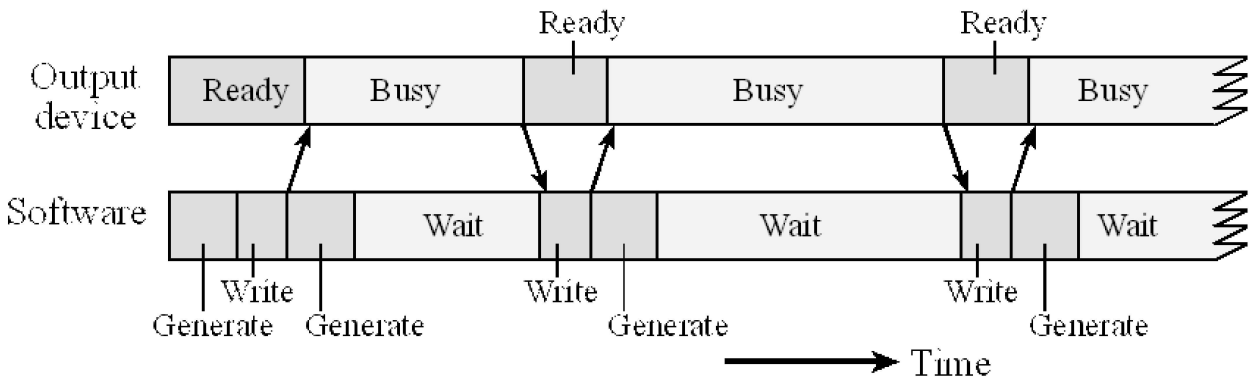 Ready
Ready
Output
device
Ready
Busy
Busy
Busy
Software
Wait
Wait
Wait
Write
Write
Write
Generate
Generate
Generate
Generate
Time